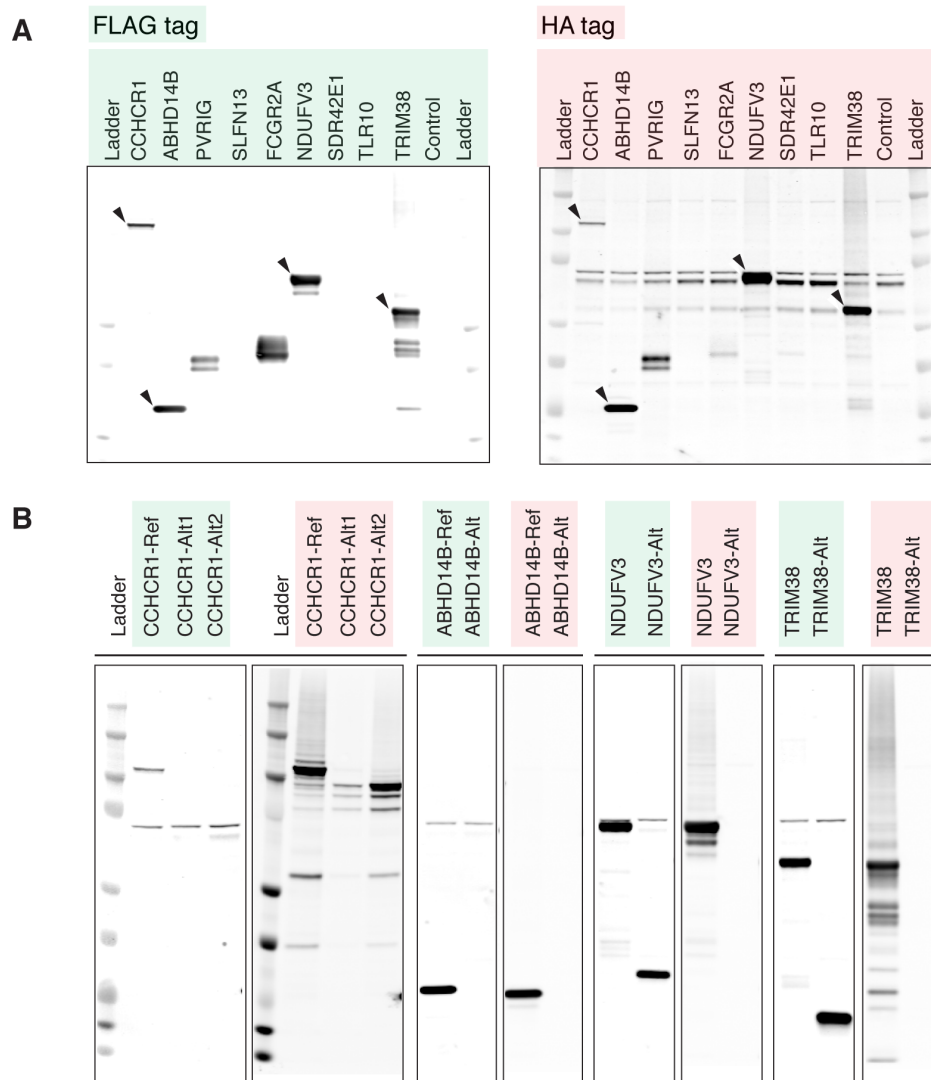 A
FLAG tag
HA tag
Ladder
CCHCR1
ABHD14B
PVRIG
SLFN13
FCGR2A
NDUFV3
SDR42E1
TLR10
TRIM38
Control
Ladder
Ladder
CCHCR1
ABHD14B
PVRIG
SLFN13
FCGR2A
NDUFV3
SDR42E1
TLR10
TRIM38
Control
Ladder
B
Ladder
CCHCR1-Ref
CCHCR1-Alt1
CCHCR1-Alt2
Ladder
CCHCR1-Ref
CCHCR1-Alt1
CCHCR1-Alt2
ABHD14B-Ref
ABHD14B-Alt
ABHD14B-Ref
ABHD14B-Alt
NDUFV3
NDUFV3-Alt
NDUFV3
NDUFV3-Alt
TRIM38
TRIM38-Alt
TRIM38
TRIM38-Alt